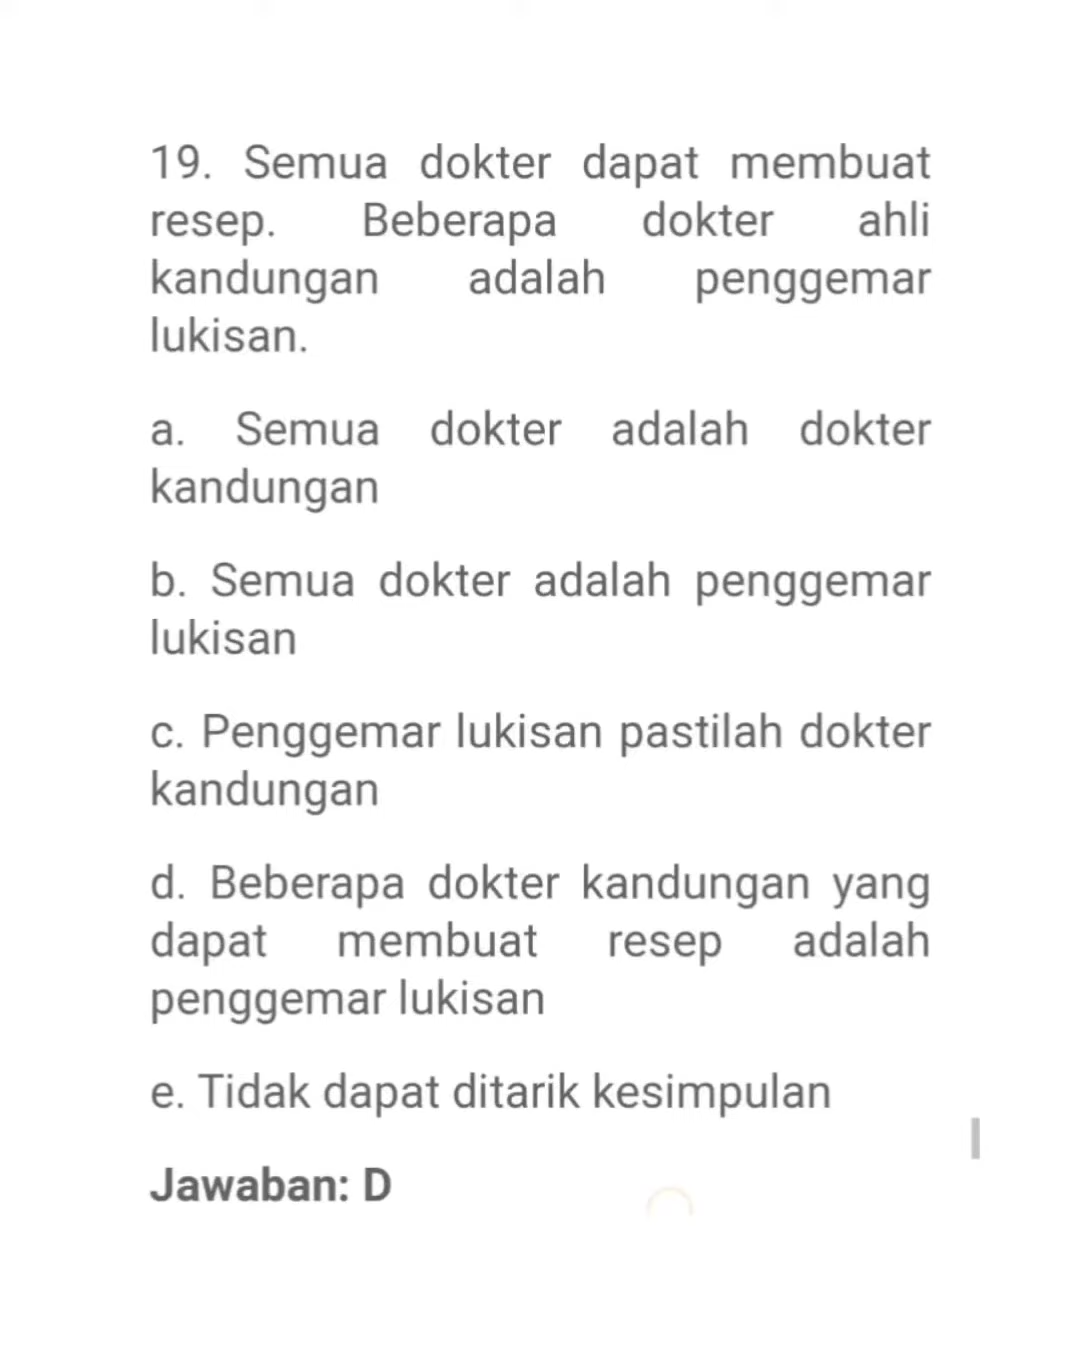 19. Semua dokter dapat membuat
resep. Beberapa dokter ahli
kandungan adalah penggemar
lukisan.
a. Semua dokter adalah dokter
kandungan
b. Semua dokter adalah penggemar
lukisan
c. Penggemar lukisan pastilah dokter
kandungan
d. Beberapa dokter kandungan yang
dapat membuat resep adalah
penggemar lukisan
e. Tidak dapat ditarik kesimpulan
Jawaban: D